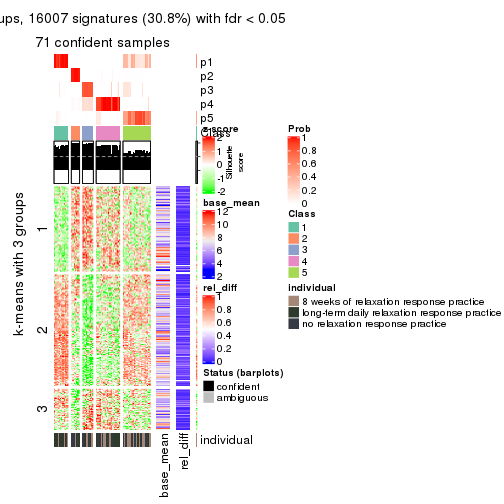 ups, 16007 signatures (30.8%) with fdr < 0.05
71 confident samples
p1
p2
p3
p4
p5
Class
z-score
2
1
0
-1
-2
Silhouette
score
Prob
1
0.8
0.6
0.4
0.2
0
base_mean
12
10
8
6
4
2
Class
1
2
3
4
5
rel_diff
1
0.8
0.6
0.4
0.2
0
individual
8 weeks of relaxation response practice
long-term daily relaxation response practice
no relaxation response practice
Status (barplots)
confident
ambiguous
k-means with 3 groups
1
2
3
individual
base_mean
rel_diff